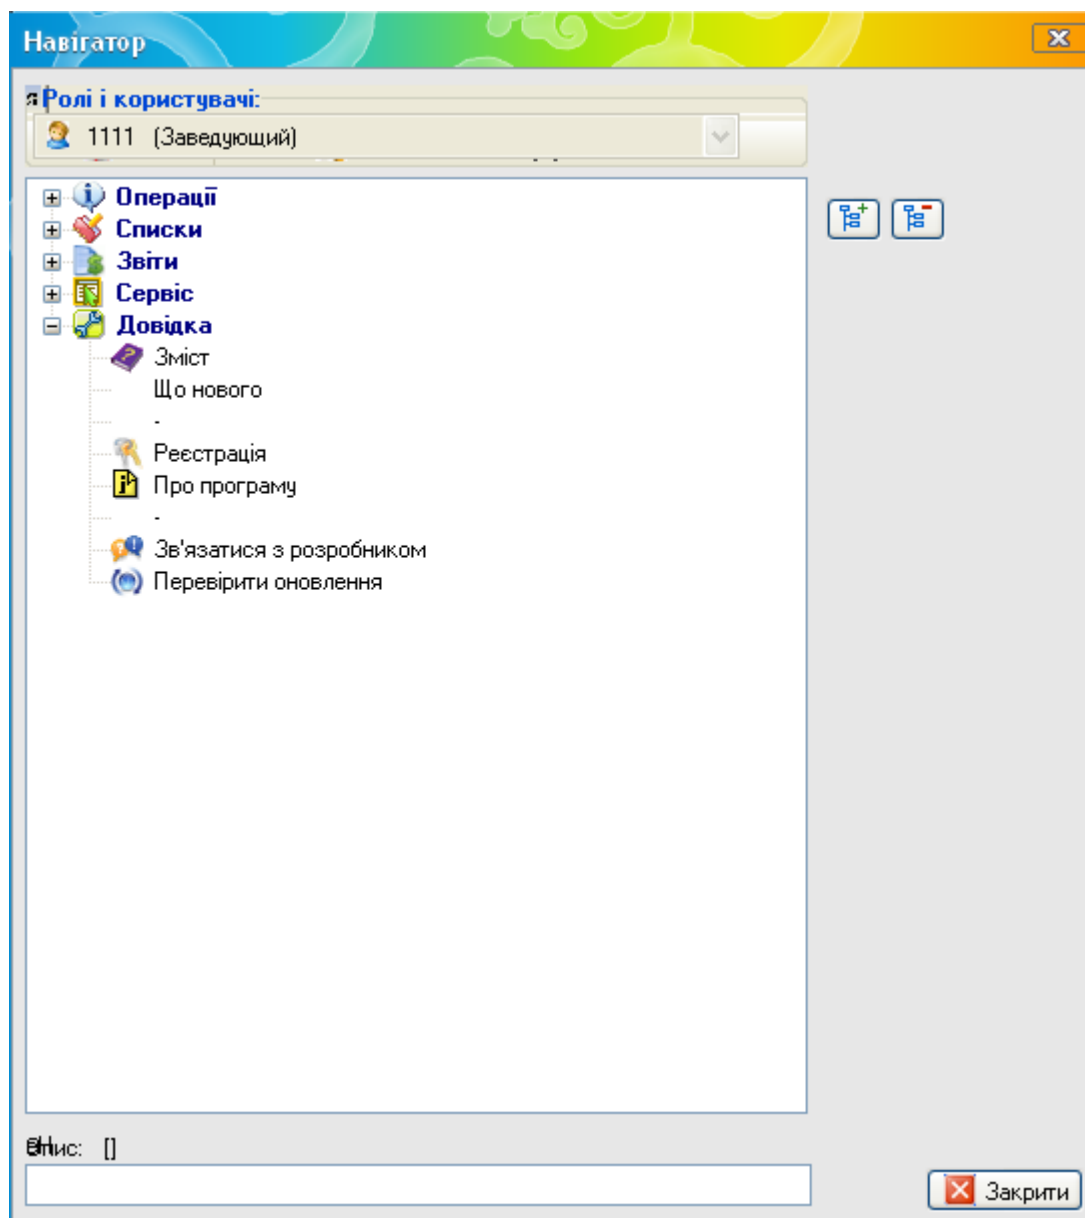 Навігатор
Ролі і користувачі:
1111 (Заведующий)
Операції
Списки
Звіти
Сервіс
Довідка
Зміст
Що нового
-
Реєстрація
Про програму
-
Зв'язатися з розробником
Перевірити оновлення
[]
Закрити